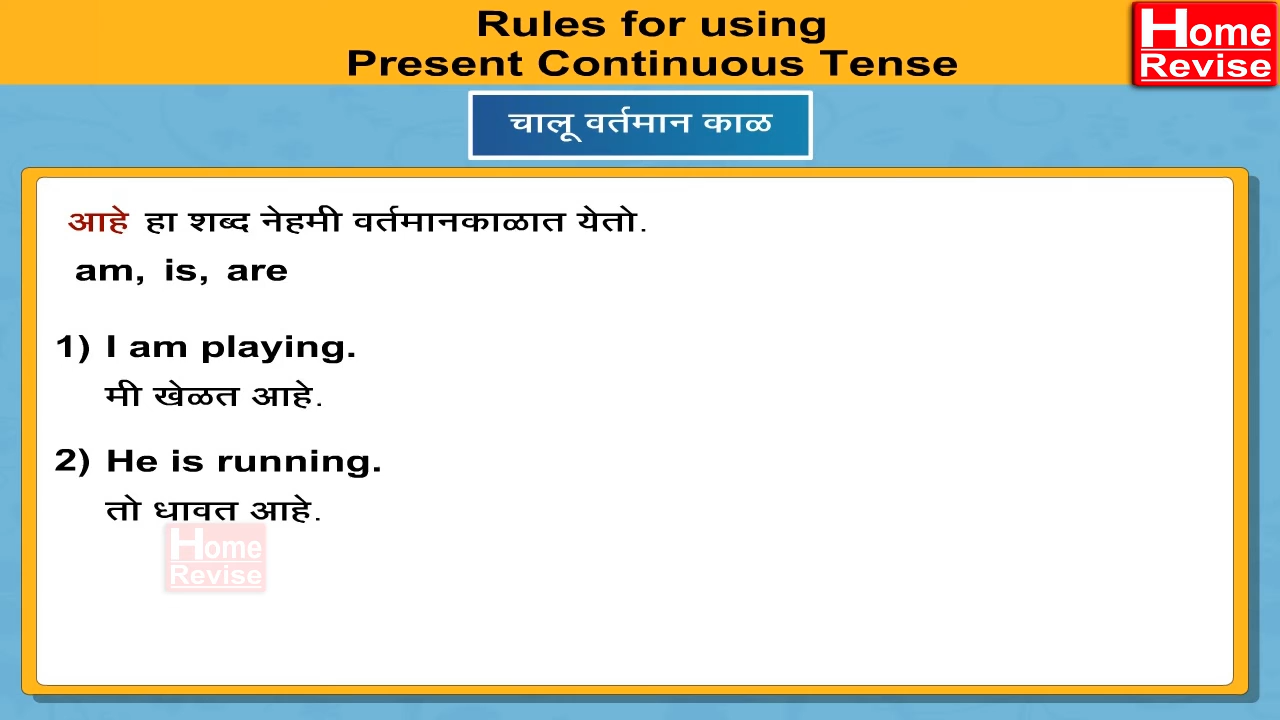 Rules for using
Present Continuous Tense
Home
Revise
चालू वर्तमान काळ
आहे हा शब्द नेहमी वर्तमानकाळात येतो.
am, is, are
1) I am playing.
मी खेळत आहे.
2) He is running.
तो धावत आहे.
Home
Revise